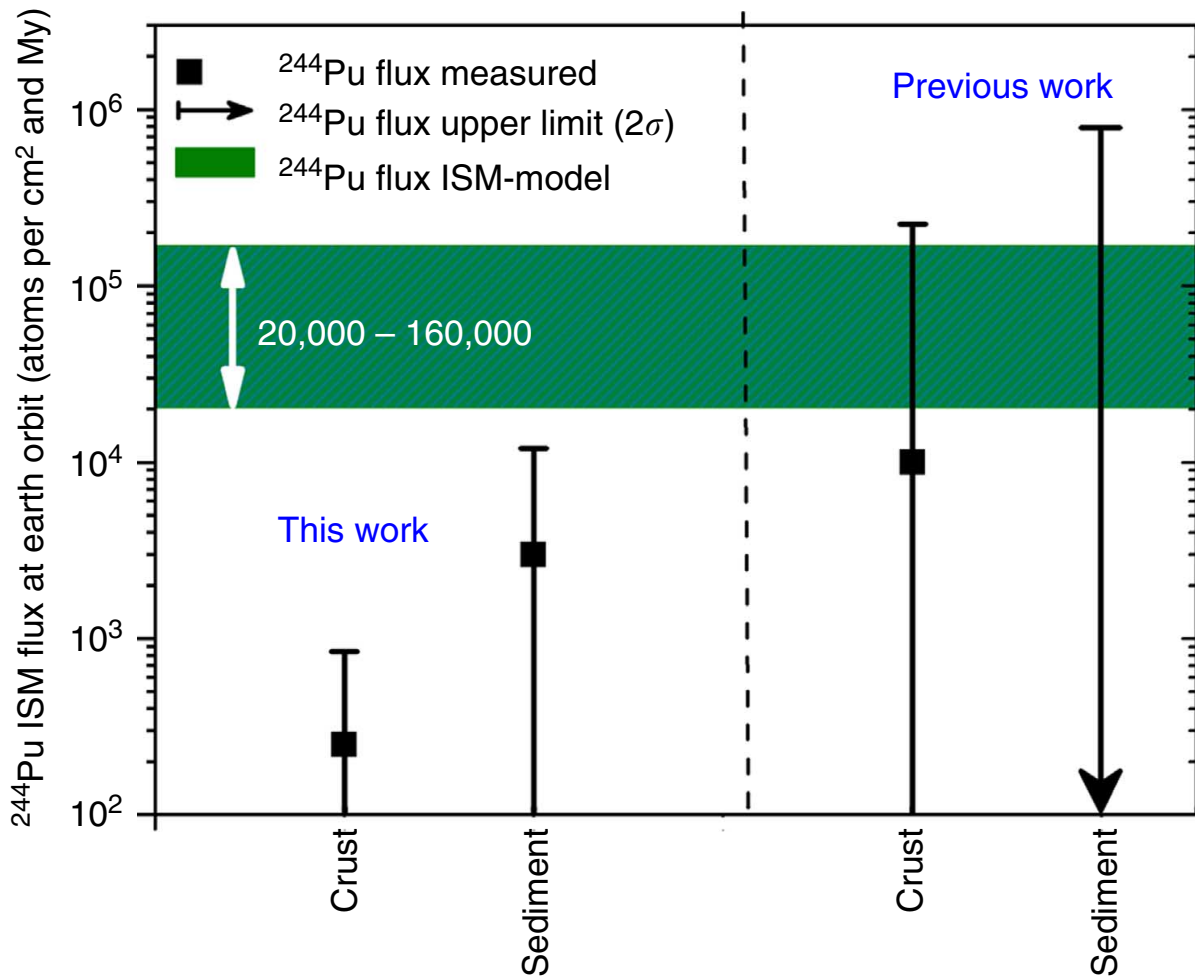 ²⁴⁴Pu ISM flux at earth orbit (atoms per cm² and My)
10⁶
10⁵
10⁴
10³
10²
²⁴⁴Pu flux measured
²⁴⁴Pu flux upper limit (2σ)
²⁴⁴Pu flux ISM-model
Previous work
20,000 – 160,000
This work
Crust
Sediment
Crust
Sediment